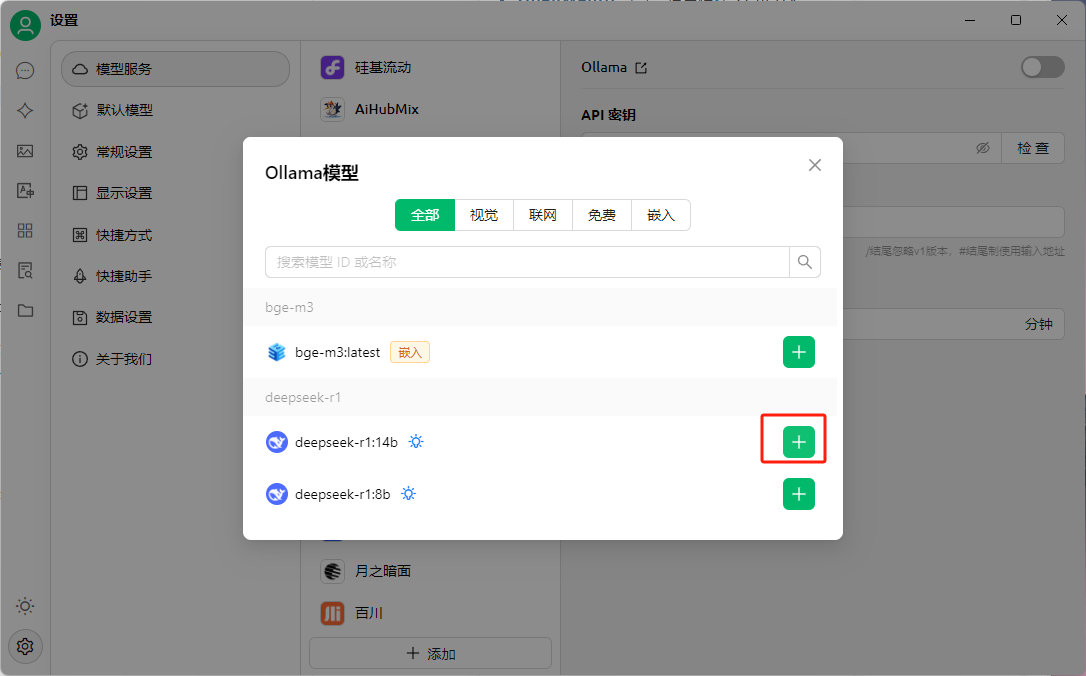 设置
模型服务
默认模型
常规设置
显示设置
快捷方式
快捷助手
数据设置
关于我们
硅基流动
AiHubMix
月之暗面
百川
添加
Ollama
API 密钥
检 查
/结尾忽略v1版本，#结尾制使用输入地址
分钟
Ollama模型
全部 视觉 联网 免费 嵌入
搜索模型 ID 或名称
bge-m3
bge-m3:latest 嵌入
deepseek-r1
deepseek-r1:14b
deepseek-r1:8b